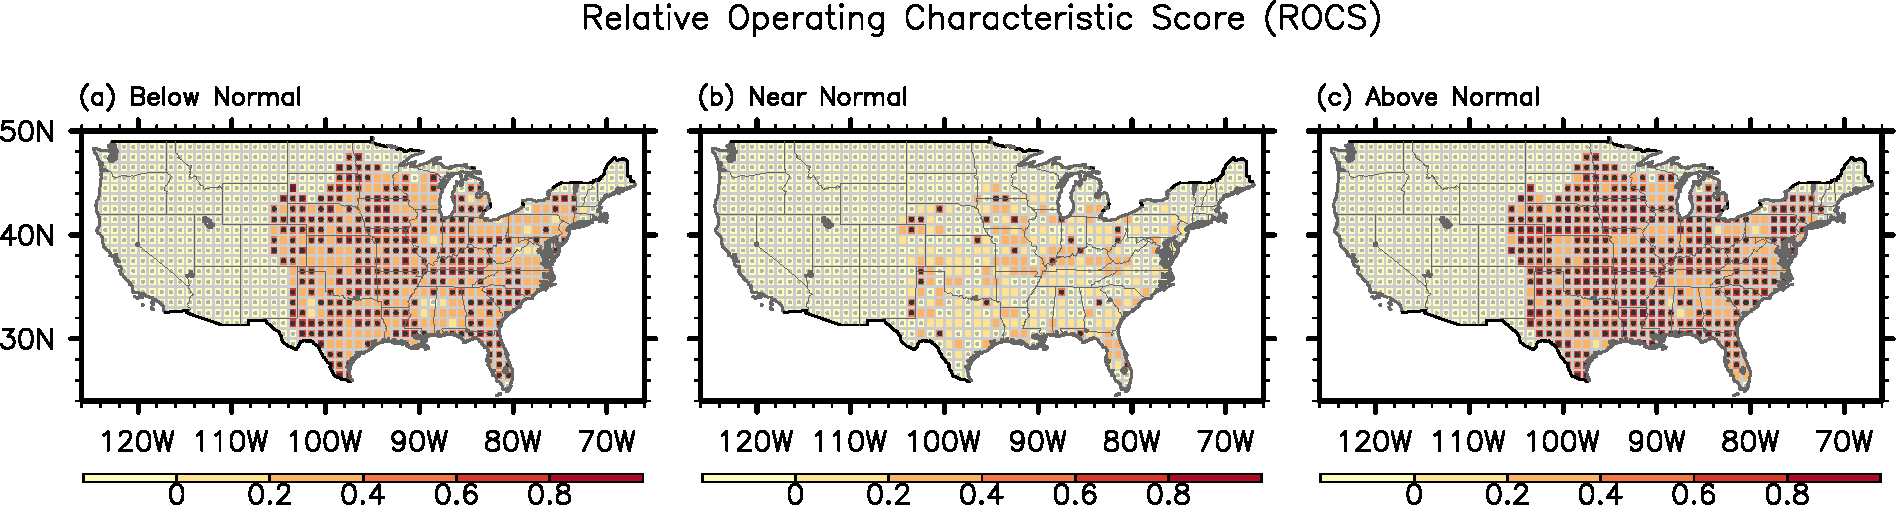 Relative Operating Characteristic Score (ROCS)
(a) Below Normal
(b) Near Normal
(c) Above Normal
50N
40N
30N
120W 110W 100W 90W 80W 70W
120W 110W 100W 90W 80W 70W
120W 110W 100W 90W 80W 70W
0 0.2 0.4 0.6 0.8
0 0.2 0.4 0.6 0.8
0 0.2 0.4 0.6 0.8